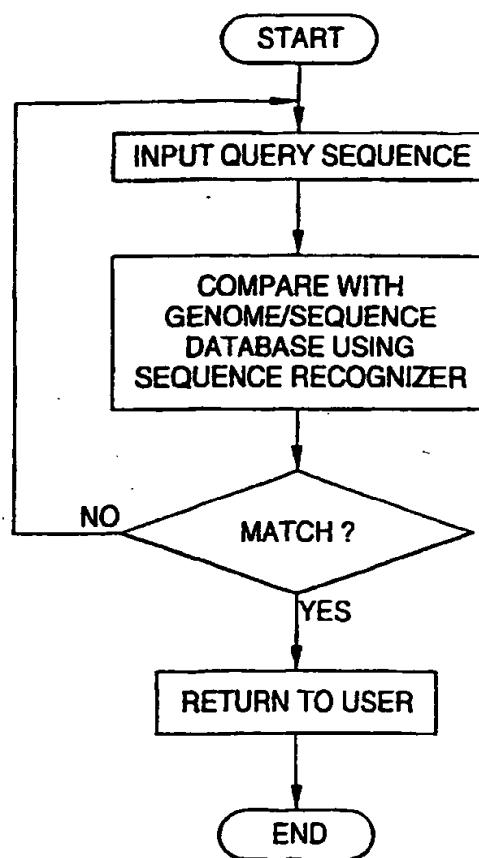 START
INPUT QUERY SEQUENCE
COMPARE WITH
GENOME/SEQUENCE
DATABASE USING
SEQUENCE RECOGNIZER
MATCH ?
NO
YES
RETURN TO USER
END